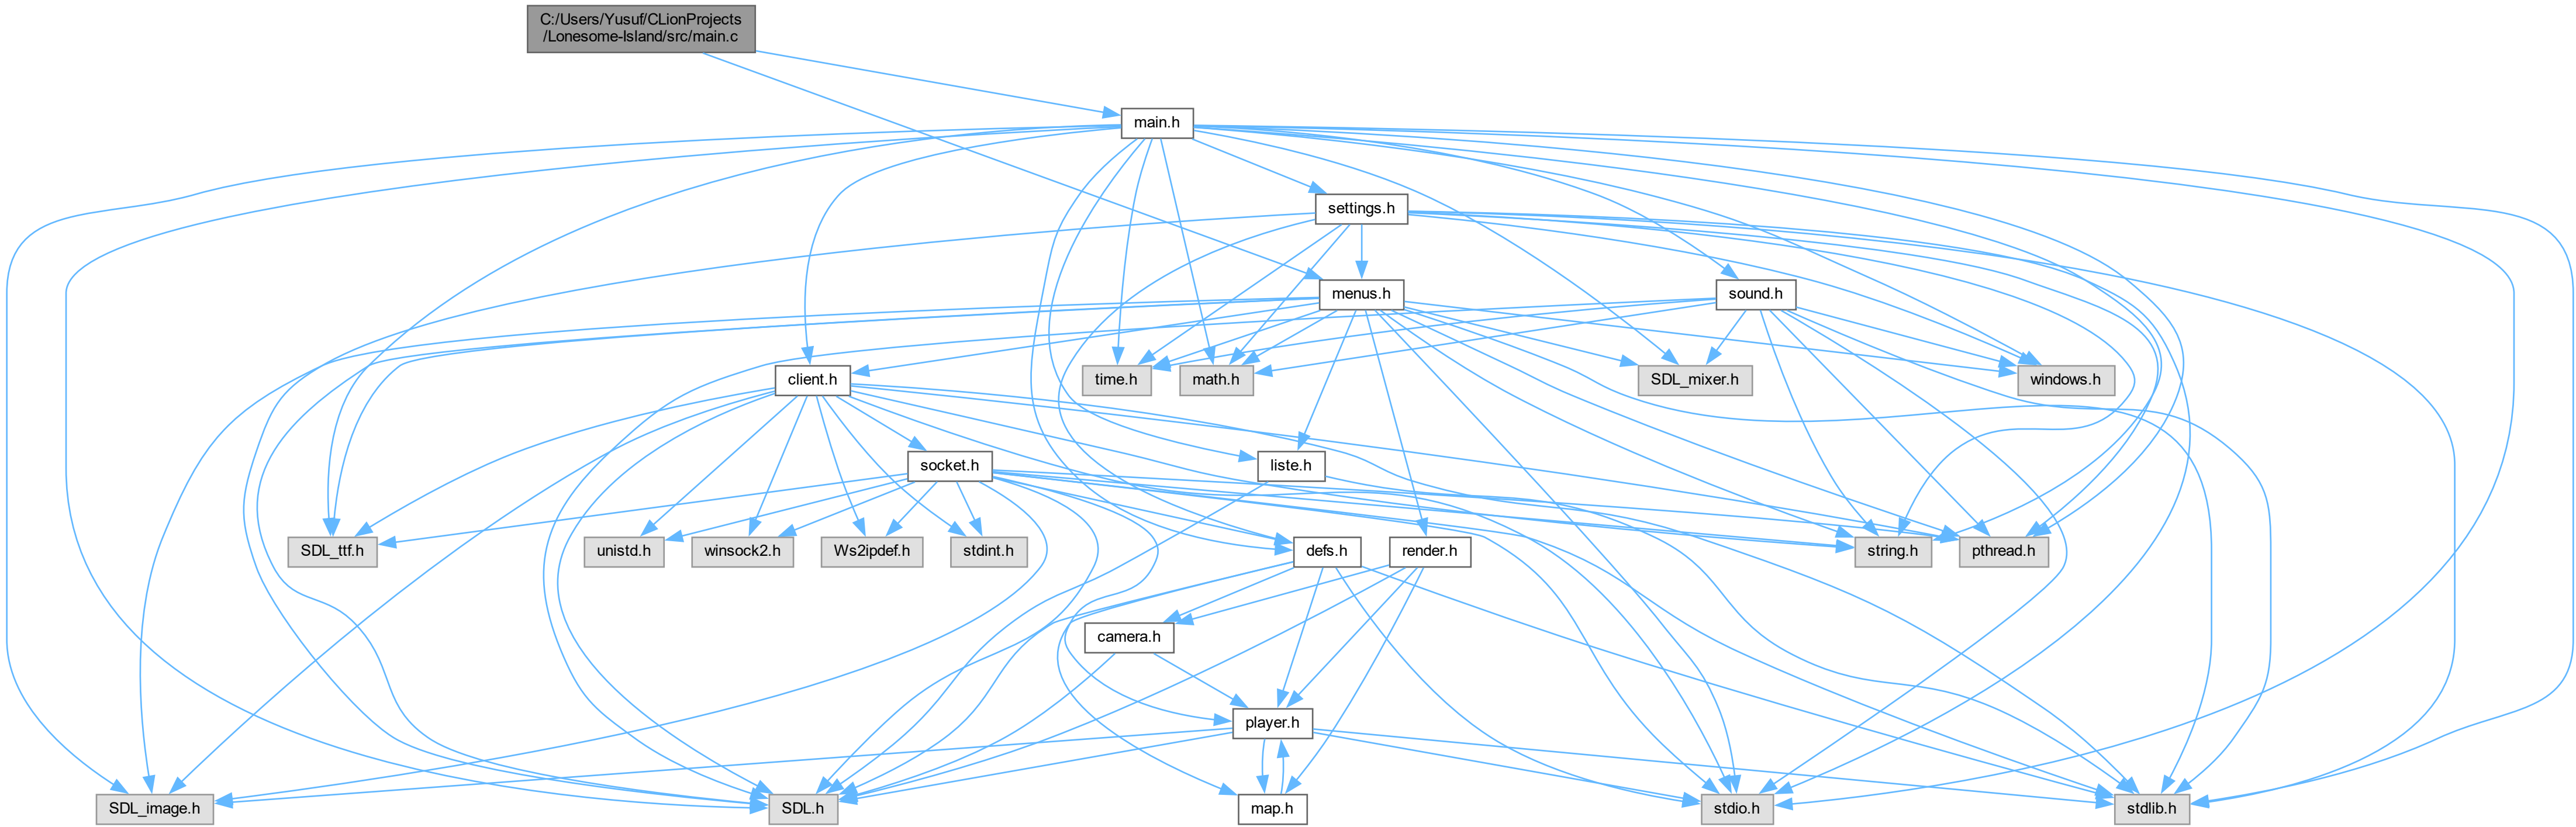 C:/Users/Yusuf/CLionProjects
/Lonesome-Island/src/main.c
main.h
settings.h
menus.h
sound.h
client.h
time.h
math.h
SDL_mixer.h
windows.h
socket.h
liste.h
SDL_ttf.h
unistd.h
winsock2.h
Ws2ipdef.h
stdint.h
defs.h
render.h
string.h
pthread.h
camera.h
player.h
SDL_image.h
SDL.h
map.h
stdio.h
stdlib.h